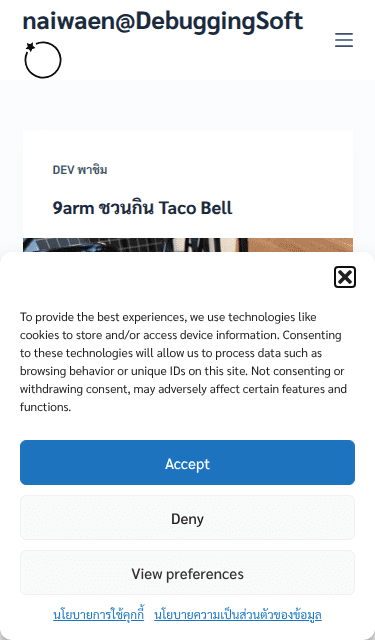 naiwaen@DebuggingSoft
DEV พาชิม
9arm ชวนกิน Taco Bell
To provide the best experiences, we use technologies like
cookies to store and/or access device information. Consenting
to these technologies will allow us to process data such as
browsing behavior or unique IDs on this site. Not consenting or
withdrawing consent, may adversely affect certain features and
functions.
Accept
Deny
View preferences
นโยบายการใช้คุกกี้ นโยบายความเป็นส่วนตัวของข้อมูล